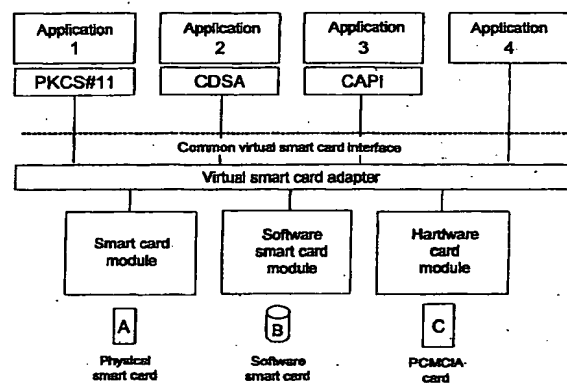 Application Application Application Application
1 2 3 4
PKCS#11 CDSA CAPI
Common virtual smart card interface
Virtual smart card adapter
Smart card module
Software smart card module
Hardware card module
A B C
Physical smart card
Software smart card
PCMCIA- card